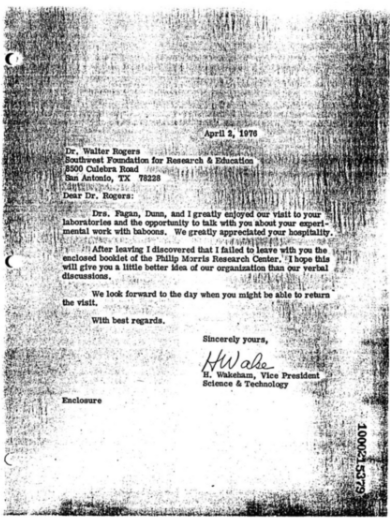 April 2, 1976
Dr. Walter Rogers
Southwest Foundation for Research & Education
8500 Culebra Road
San Antonio, TX 78228
Dear Dr. Rogers:
Drs. Fagan, Dunn, and I greatly enjoyed our visit to your
laboratories and the opportunity to talk with you about your experi-
mental work with baboons. We greatly appreciated your hospitality.
After leaving I discovered that I failed to leave with you the
enclosed booklet of the Philip Morris Research Center. I hope this
will give you a little better idea of our organization than our verbal
discussions.
We look forward to the day when you might be able to return
the visit.
With best regards.
Sincerely yours,
HWake
H. Wakeham, Vice President
Science & Technology
Enclosure